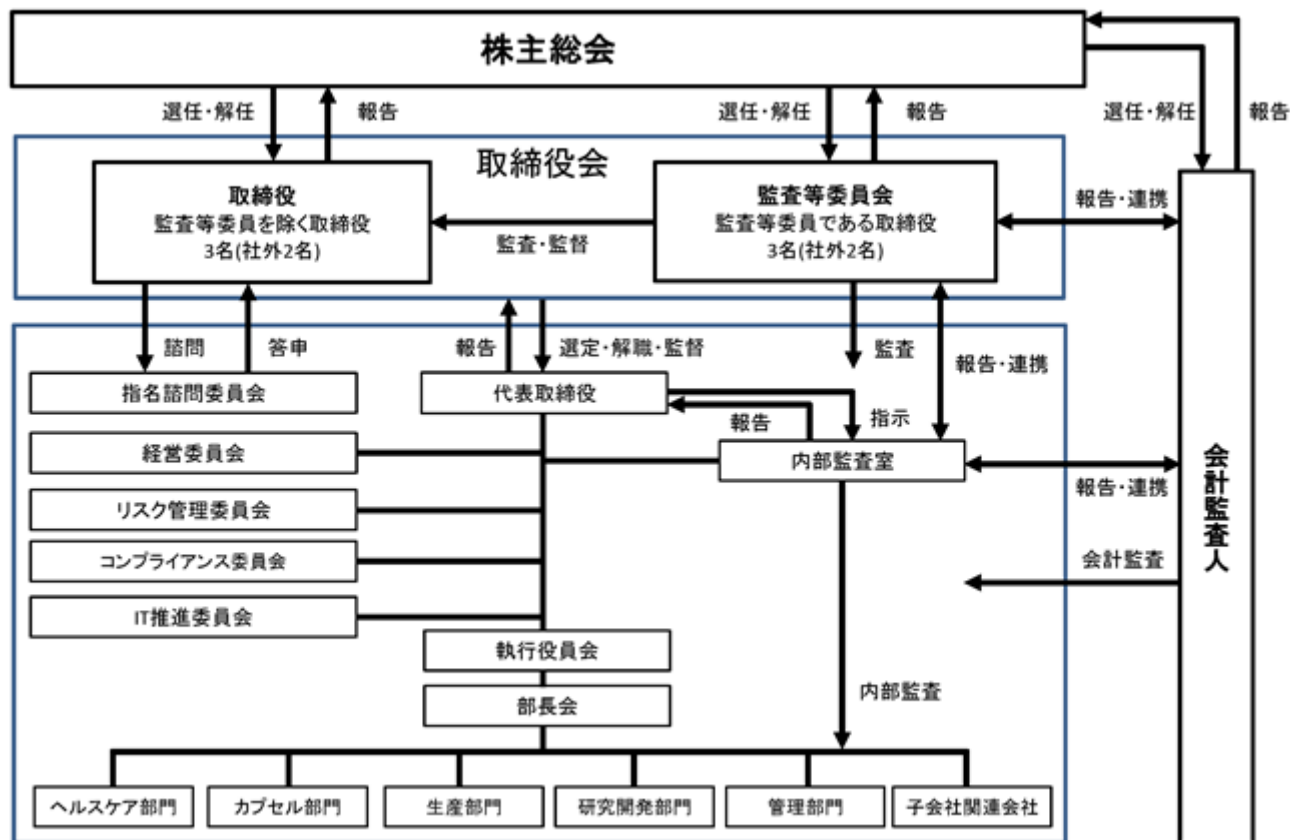 株主総会
選任・解任
報告
選任・解任
報告
選任・解任
報告
取締役会
取締役
監査等委員を除く取締役
3名(社外2名)
監査・監督
監査等委員会
監査等委員である取締役
3名(社外2名)
報告・連携
諮問
答申
報告
選定・解職・監督
監査
報告・連携
指名諮問委員会
代表取締役
報告
指示
経営委員会
内部監査室
報告・連携
会計監査人
リスク管理委員会
コンプライアンス委員会
会計監査
IT推進委員会
執行役員会
部長会
内部監査
ヘルスケア部門
カプセル部門
生産部門
研究開発部門
管理部門
子会社関連会社